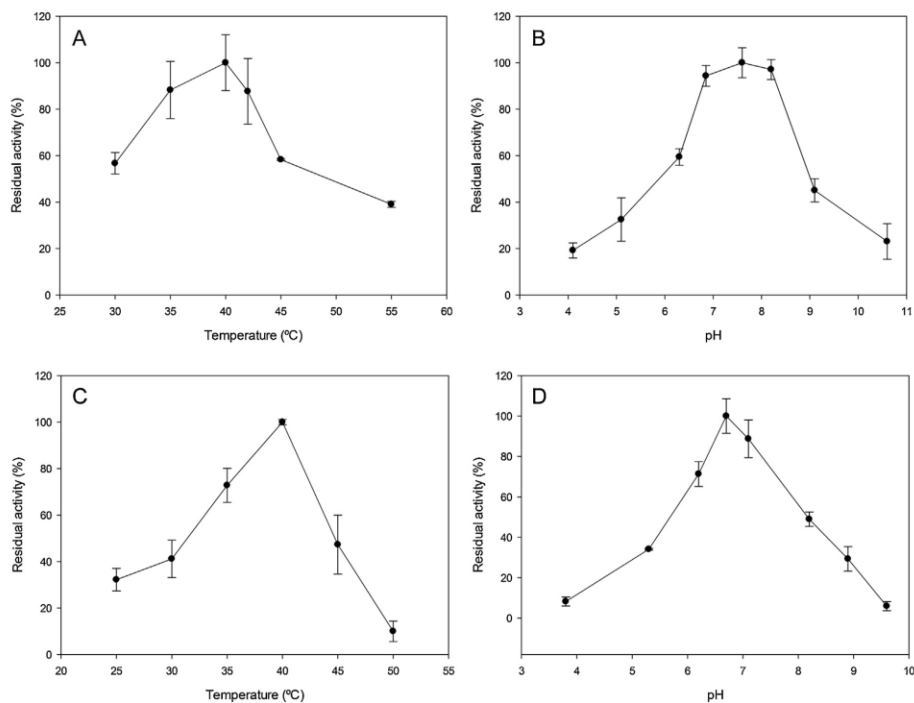 A
Residual activity (%)
120
100
80
60
40
20
0
25 30 35 40 45 50 55 60
Temperature (ºC)
B
Residual activity (%)
120
100
80
60
40
20
0
3 4 5 6 7 8 9 10 11
pH
C
Residual activity (%)
120
100
80
60
40
20
0
20 25 30 35 40 45 50 55
Temperature (ºC)
D
Residual activity (%)
120
100
80
60
40
20
0
3 4 5 6 7 8 9 10
pH